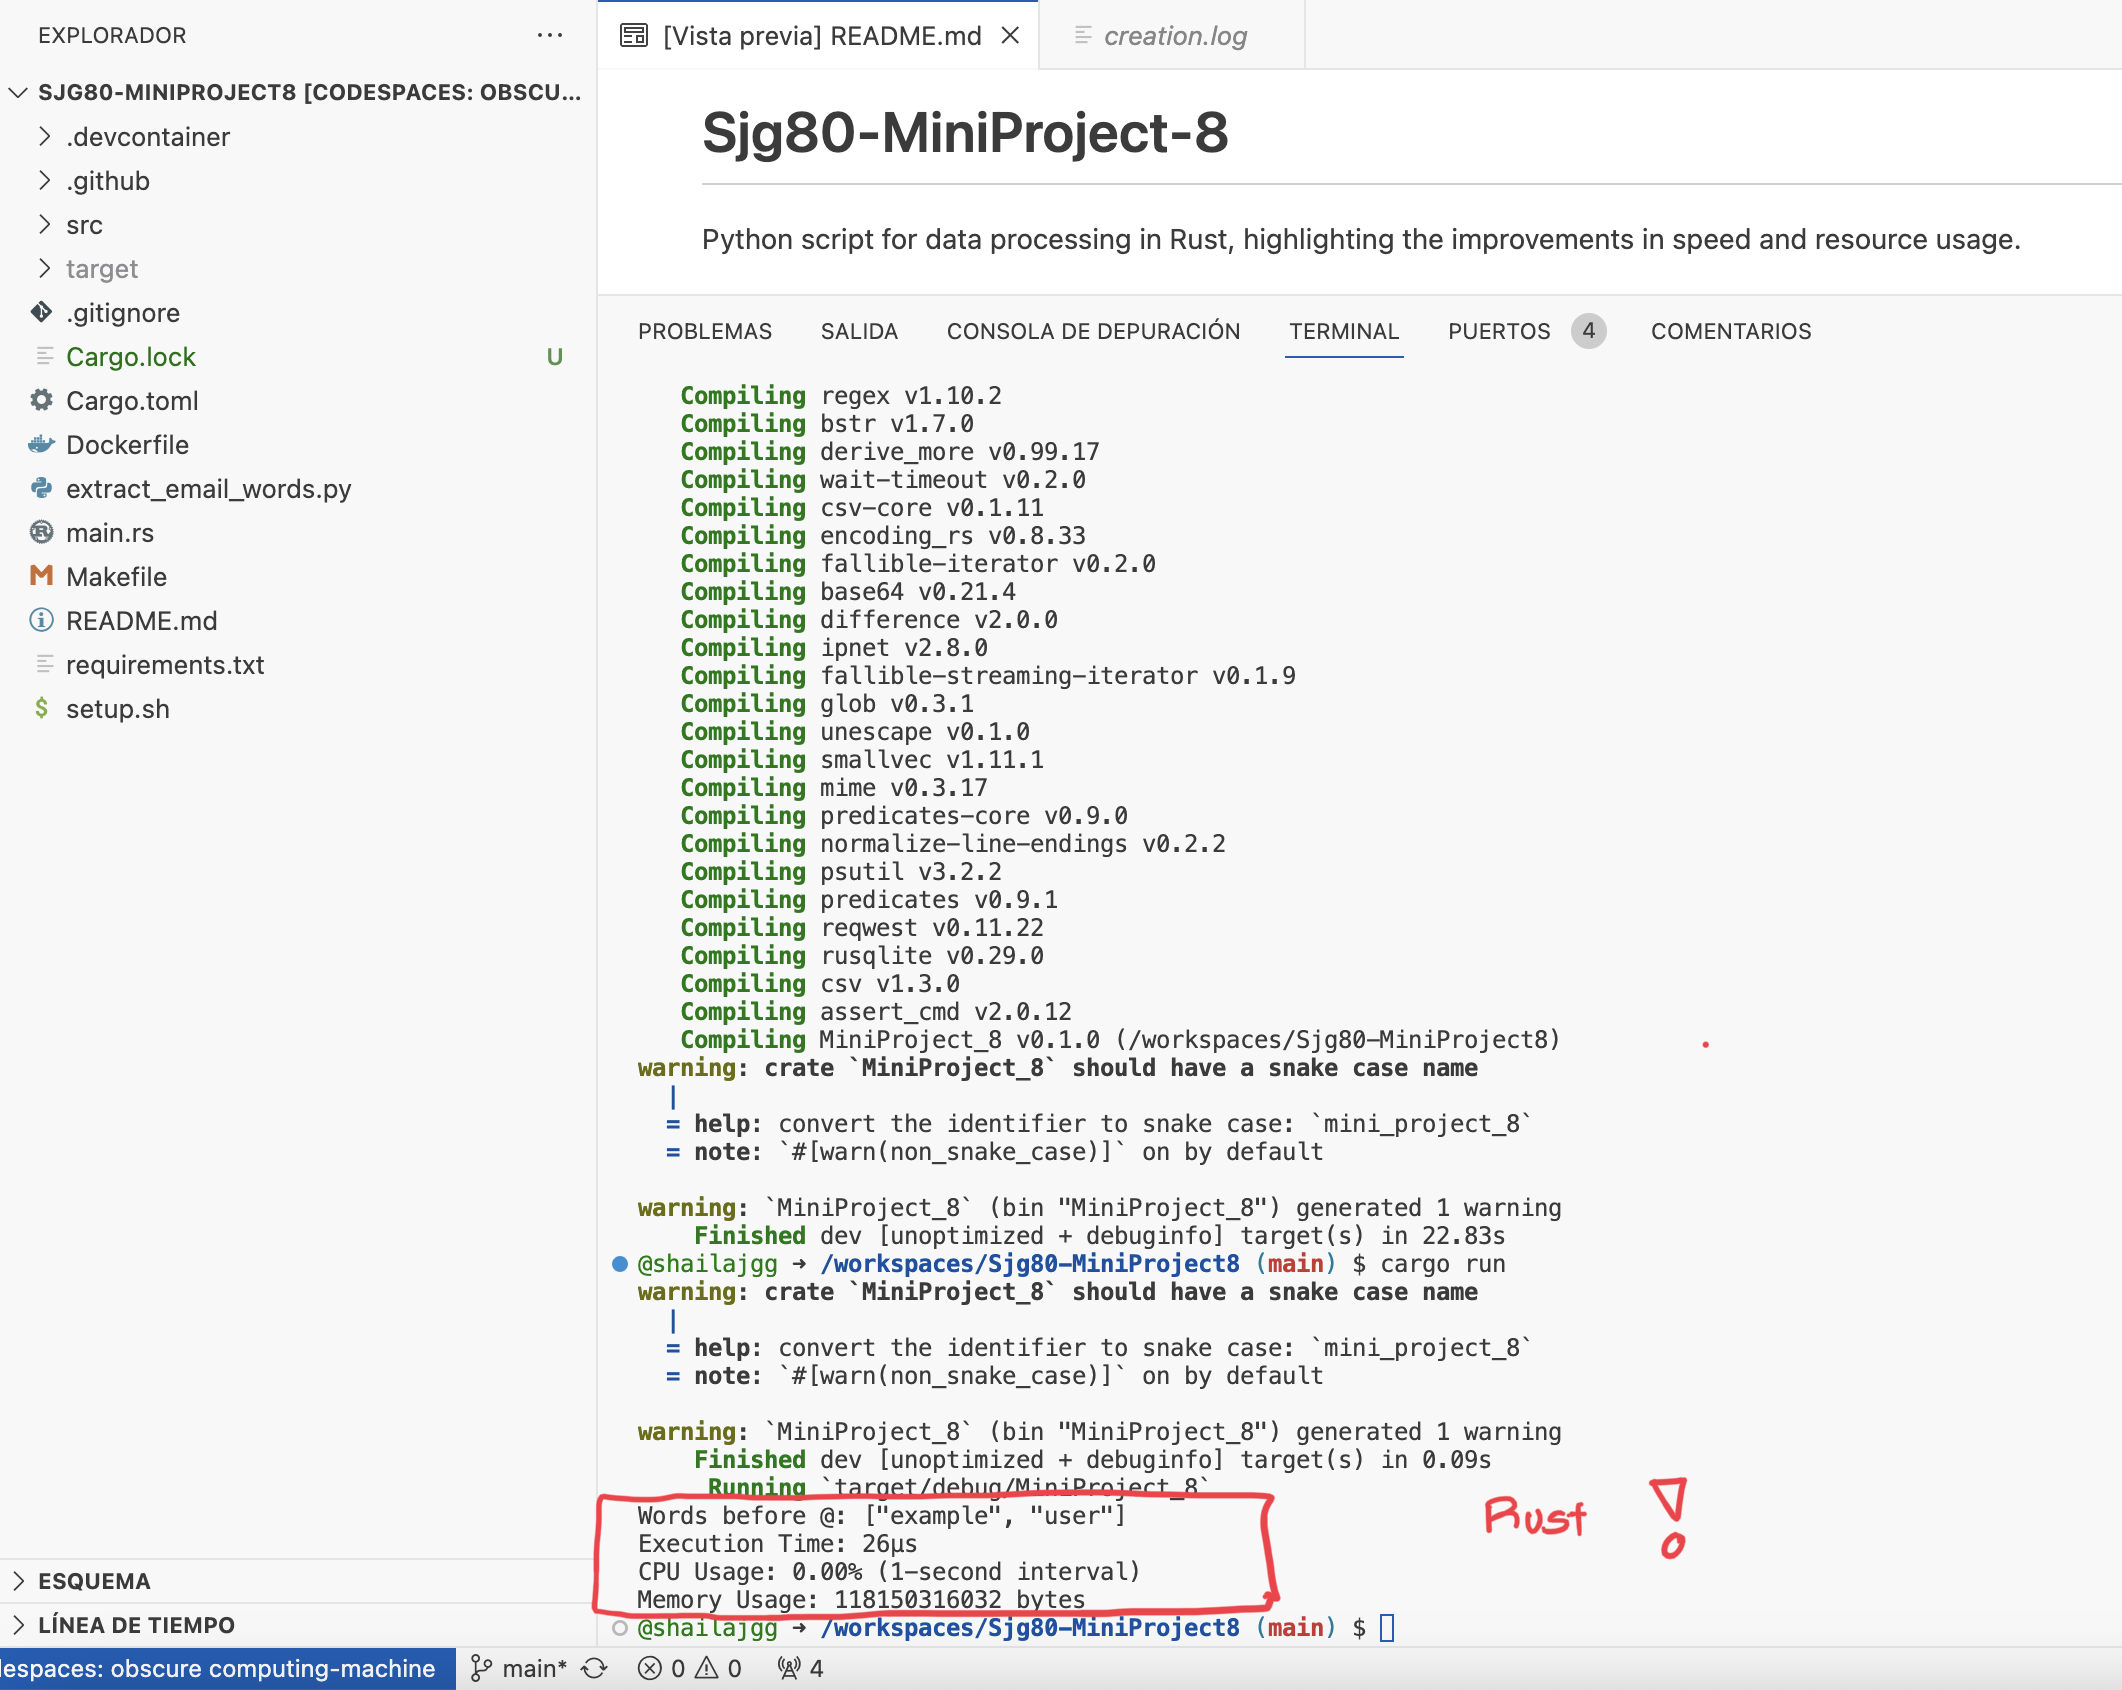 EXPLORADOR
SJG80-MINIPROJECT8 [CODESPACES: OBSCU...
.devcontainer
.github
src
target
.gitignore
Cargo.lock U
Cargo.toml
Dockerfile
extract_email_words.py
main.rs
Makefile
README.md
requirements.txt
setup.sh
ESQUEMA
LÍNEA DE TIEMPO
[Vista previa] README.md
creation.log
Sjg80-MiniProject-8
Python script for data processing in Rust, highlighting the improvements in speed and resource usage.
PROBLEMAS SALIDA CONSOLA DE DEPURACIÓN TERMINAL PUERTOS 4 COMENTARIOS
Compiling regex v1.10.2
Compiling bstr v1.7.0
Compiling derive_more v0.99.17
Compiling wait-timeout v0.2.0
Compiling csv-core v0.1.11
Compiling encoding_rs v0.8.33
Compiling fallible-iterator v0.2.0
Compiling base64 v0.21.4
Compiling difference v2.0.0
Compiling ipnet v2.8.0
Compiling fallible-streaming-iterator v0.1.9
Compiling glob v0.3.1
Compiling unescape v0.1.0
Compiling smallvec v1.11.1
Compiling mime v0.3.17
Compiling predicates-core v0.9.0
Compiling normalize-line-endings v0.2.2
Compiling psutil v3.2.2
Compiling predicates v0.9.1
Compiling reqwest v0.11.22
Compiling rusqlite v0.29.0
Compiling csv v1.3.0
Compiling assert_cmd v2.0.12
Compiling MiniProject_8 v0.1.0 (/workspaces/Sjg80-MiniProject8)
warning: crate `MiniProject_8` should have a snake case name
|
= help: convert the identifier to snake case: `mini_project_8`
= note: `#[warn(non_snake_case)]` on by default
warning: `MiniProject_8` (bin "MiniProject_8") generated 1 warning
Finished dev [unoptimized + debuginfo] target(s) in 22.83s
@shailajgg → /workspaces/Sjg80-MiniProject8 (main) $ cargo run
warning: crate `MiniProject_8` should have a snake case name
|
= help: convert the identifier to snake case: `mini_project_8`
= note: `#[warn(non_snake_case)]` on by default
warning: `MiniProject_8` (bin "MiniProject_8") generated 1 warning
Finished dev [unoptimized + debuginfo] target(s) in 0.09s
Running `target/debug/MiniProject_8`
Words before @: ["example", "user"]
Execution Time: 26µs
CPU Usage: 0.00% (1-second interval)
Memory Usage: 118150316032 bytes
Rust !
@shailajgg → /workspaces/Sjg80-MiniProject8 (main) $
lespaces: obscure computing-machine main* 0 0 4